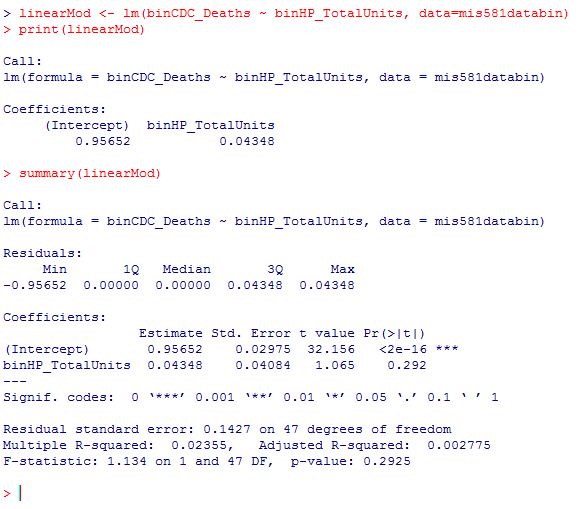 > linearMod <- lm(binCDC_Deaths ~ binHP_TotalUnits, data=mis581databin)
> print(linearMod)
Call:
lm(formula = binCDC_Deaths ~ binHP_TotalUnits, data = mis581databin)
Coefficients:
     (Intercept)  binHP_TotalUnits
         0.95652           0.04348
> summary(linearMod)
Call:
lm(formula = binCDC_Deaths ~ binHP_TotalUnits, data = mis581databin)
Residuals:
     Min       1Q   Median       3Q      Max
-0.95652  0.00000  0.00000  0.04348  0.04348
Coefficients:
                 Estimate Std. Error t value Pr(>|t|)
(Intercept)       0.95652    0.02975  32.156   <2e-16 ***
binHP_TotalUnits  0.04348    0.04084   1.065    0.292
---
Signif. codes:  0 ‘***’ 0.001 ‘**’ 0.01 ‘*’ 0.05 ‘.’ 0.1 ‘ ’ 1
Residual standard error: 0.1427 on 47 degrees of freedom
Multiple R-squared:  0.02355,   Adjusted R-squared:  0.002775
F-statistic: 1.134 on 1 and 47 DF,  p-value: 0.2925
> |